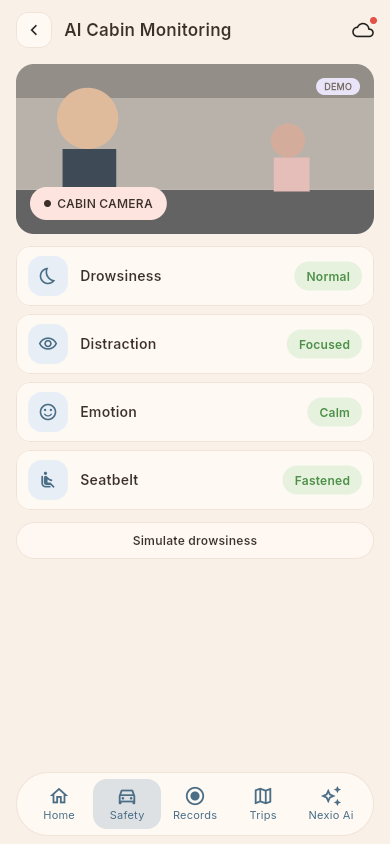 AI Cabin Monitoring
DEMO
CABIN CAMERA
Drowsiness
Normal
Distraction
Focused
Emotion
Calm
Seatbelt
Fastened
Simulate drowsiness
Home
Safety
Records
Trips
Nexio Ai